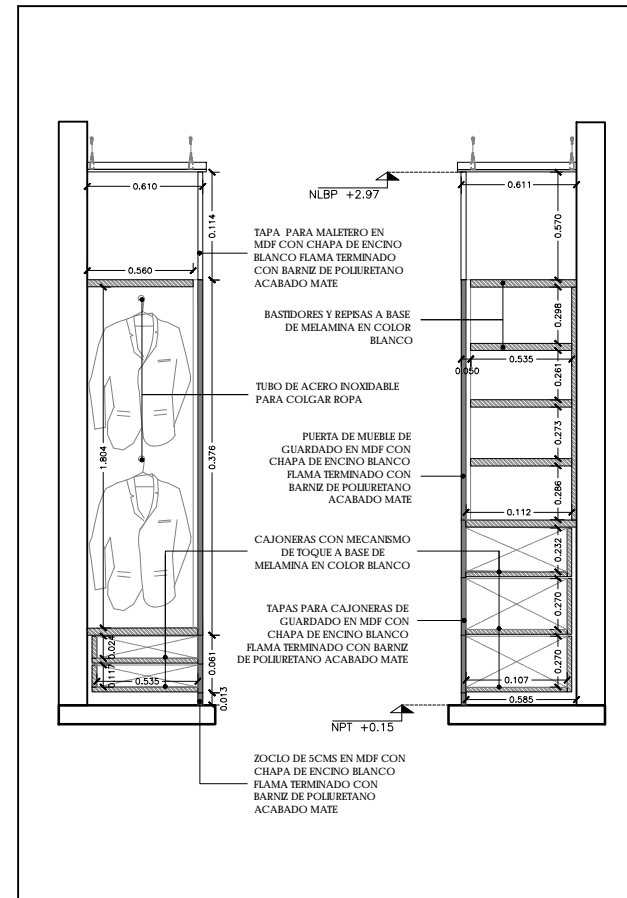 0.610
0.611
NLBP +2.97
0.114
0.570
TAPA PARA MALETERO EN
MDF CON CHAPA DE ENCINO
BLANCO FLAMA TERMINADO
CON BARNIZ DE POLIURETANO
ACABADO MATE
0.560
BASTIDORES Y REPISAS A BASE
DE MELAMINA EN COLOR
BLANCO
0.298
0.050
0.535
0.261
TUBO DE ACERO INOXIDABLE
PARA COLGAR ROPA
1.804
0.376
PUERTA DE MUEBLE DE
GUARDADO EN MDF CON
CHAPA DE ENCINO BLANCO
FLAMA TERMINADO CON
BARNIZ DE POLIURETANO
ACABADO MATE
0.273
0.286
0.112
CAJONERAS CON MECANISMO
DE TOQUE A BASE DE
MELAMINA EN COLOR BLANCO
0.232
0.270
TAPAS PARA CAJONERAS DE
GUARDADO EN MDF CON
CHAPA DE ENCINO BLANCO
FLAMA TERMINADO CON BARNIZ
DE POLIURETANO ACABADO MATE
0.024
0.061
0.117
0.535
0.013
0.270
0.107
0.585
NPT +0.15
ZOCLO DE 5CMS EN MDF CON
CHAPA DE ENCINO BLANCO
FLAMA TERMINADO CON
BARNIZ DE POLIURETANO
ACABADO MATE